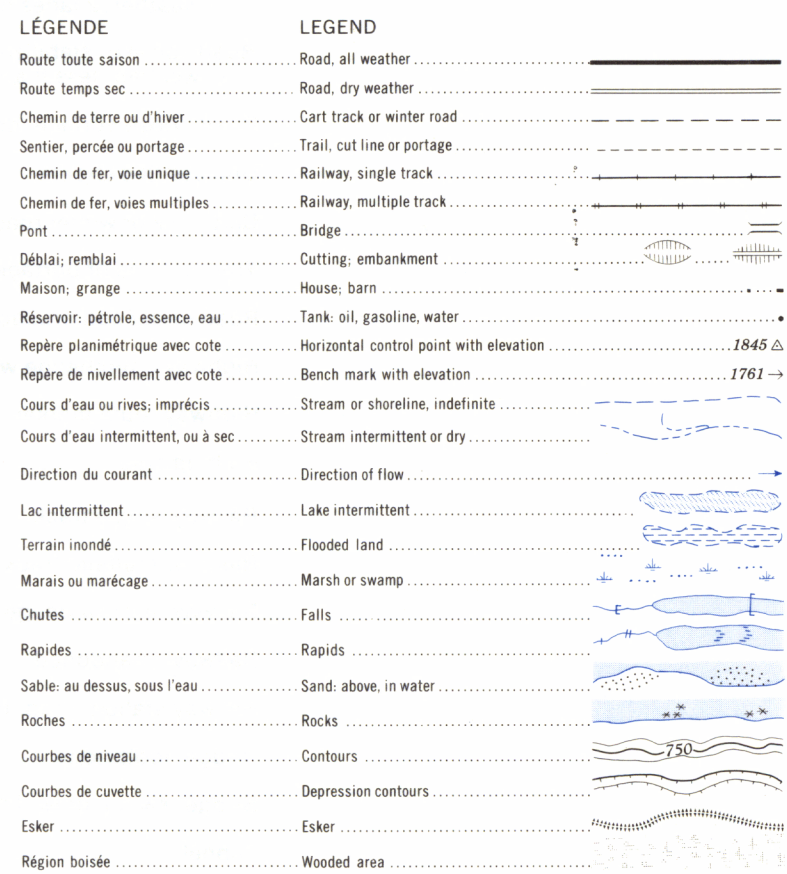 LÉGENDE LEGEND
Route toute saison ........................ Road, all weather ............................
Route temps sec ........................ Road, dry weather ............................
Chemin de terre ou d'hiver ................ Cart track or winter road ....................
Sentier, percée ou portage ................ Trail, cut line or portage ....................
Chemin de fer, voie unique ................ Railway, single track ....................
Chemin de fer, voies multiples ............ Railway, multiple track ....................
Pont ........................ Bridge ............................
Déblai; remblai ........................ Cutting; embankment ....................
Maison; grange ........................ House; barn ............................
Réservoir: pétrole, essence, eau .......... Tank: oil, gasoline, water ....................
Repère planimétrique avec cote ............ Horizontal control point with elevation .................... 1845
Repère de nivellement avec cote ............ Bench mark with elevation .................... 1761 →
Cours d'eau ou rives; imprécis ............ Stream or shoreline, indefinite ................
Cours d'eau intermittent, ou à sec ......... Stream intermittent or dry ....................
Direction du courant .................... Direction of flow ............................
Lac intermittent ........................ Lake intermittent ............................
Terrain inondé ........................ Flooded land ............................
Marais ou marécage .................... Marsh or swamp ............................
Chutes ........................ Falls ............................
Rapides ........................ Rapids ............................
Sable: au dessus, sous l'eau .............. Sand: above, in water ....................
Roches ........................ Rocks ............................
Courbes de niveau .................... Contours ............................ 750
Courbes de cuvette .................... Depression contours ....................
Esker ........................ Esker ............................
Région boisée ........................ Wooded area ............................